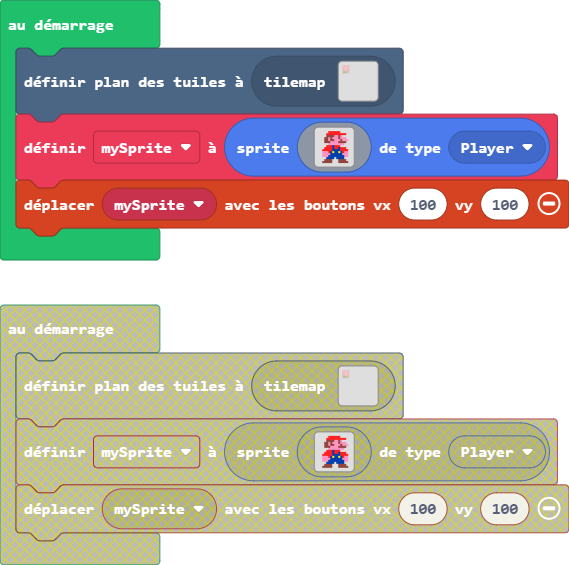 au démarrage
définir plan des tuiles à tilemap
définir mySprite à sprite de type Player
déplacer mySprite avec les boutons vx 100 vy 100
au démarrage
définir plan des tuiles à tilemap
définir mySprite à sprite de type Player
déplacer mySprite avec les boutons vx 100 vy 100